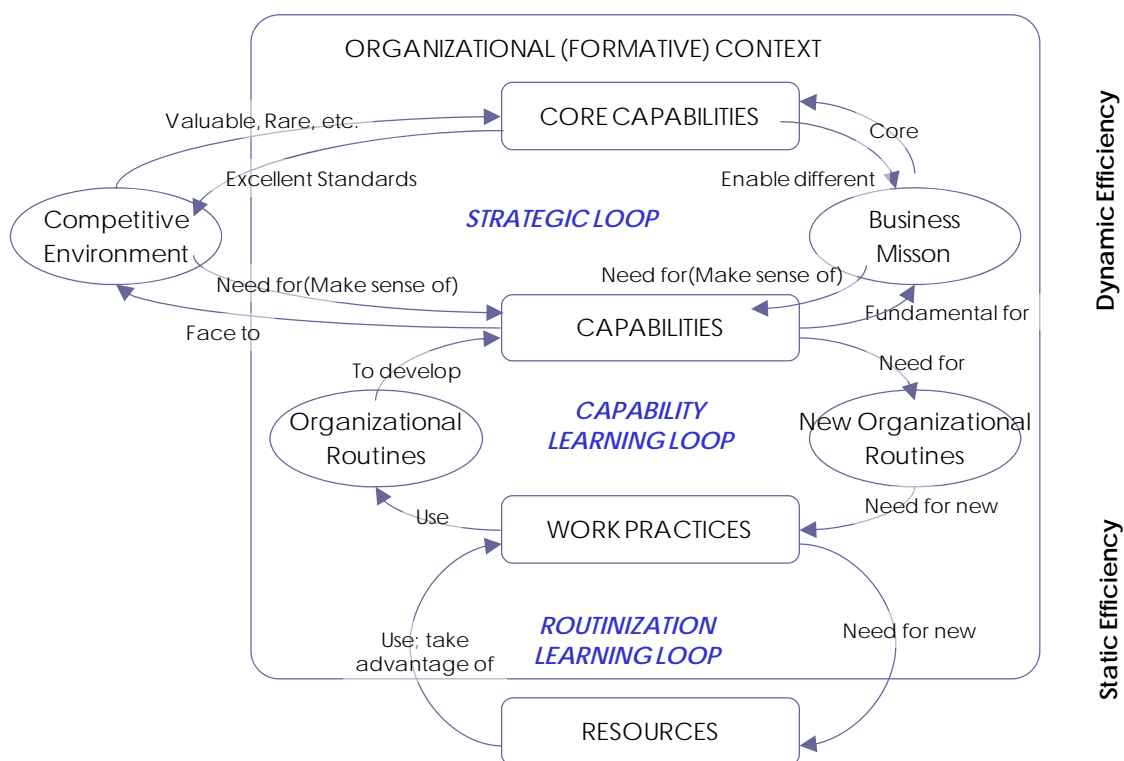 ORGANIZATIONAL (FORMATIVE) CONTEXT
CORE CAPABILITIES
Valuable, Rare, etc.
Core
Excellent Standards
Enable different
Competitive
Environment
STRATEGIC LOOP
Business
Misson
Need for(Make sense of)
Need for(Make sense of)
Face to
CAPABILITIES
Fundamental for
To develop
Need for
Organizational
Routines
CAPABILITY
LEARNING LOOP
New Organizational
Routines
Use
WORK PRACTICES
Need for new
Use; take
advantage of
ROUTINIZATION
LEARNING LOOP
Need for new
RESOURCES
Dynamic Efficiency
Static Efficiency